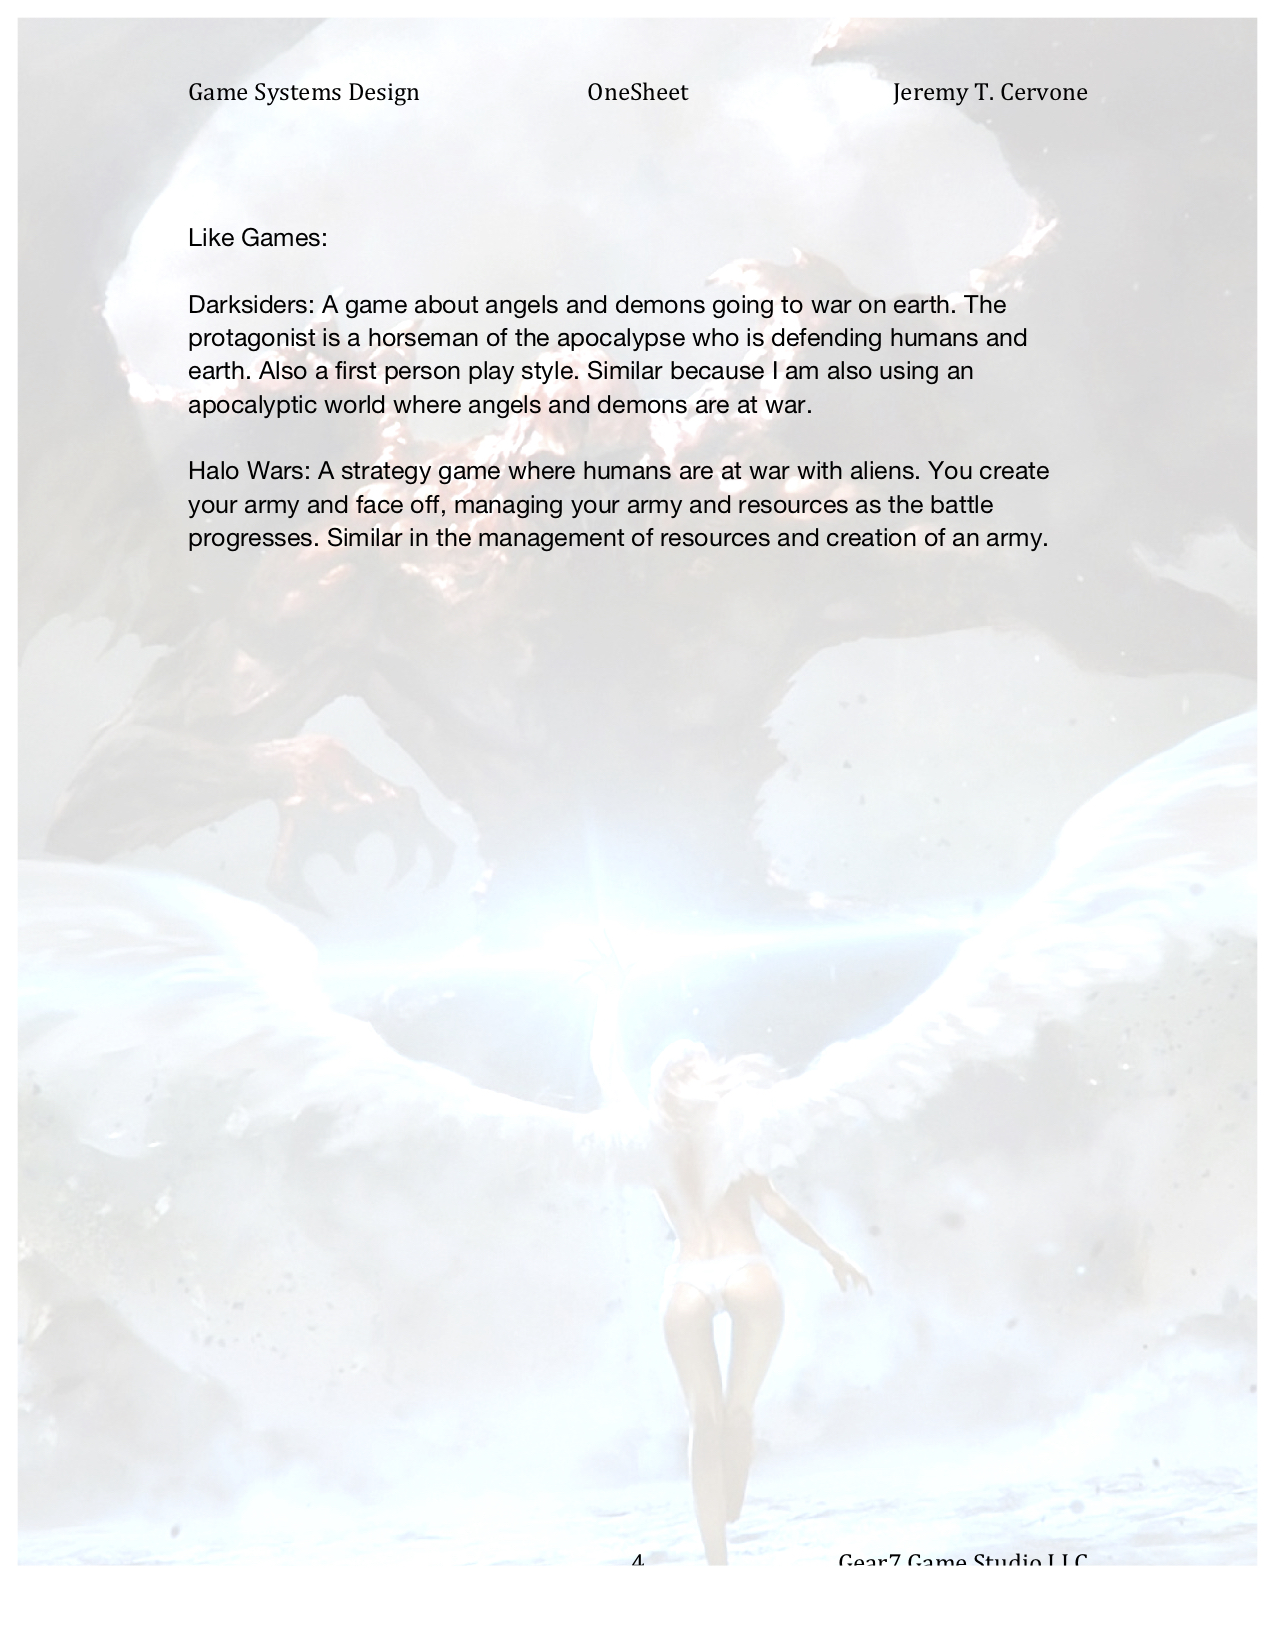 Game Systems Design OneSheet Jeremy T. Cervone
Like Games:
Darksiders: A game about angels and demons going to war on earth. The
protagonist is a horseman of the apocalypse who is defending humans and
earth. Also a first person play style. Similar because I am also using an
apocalyptic world where angels and demons are at war.
Halo Wars: A strategy game where humans are at war with aliens. You create
your army and face off, managing your army and resources as the battle
progresses. Similar in the management of resources and creation of an army.
4 Gear7 Game Studio LLC